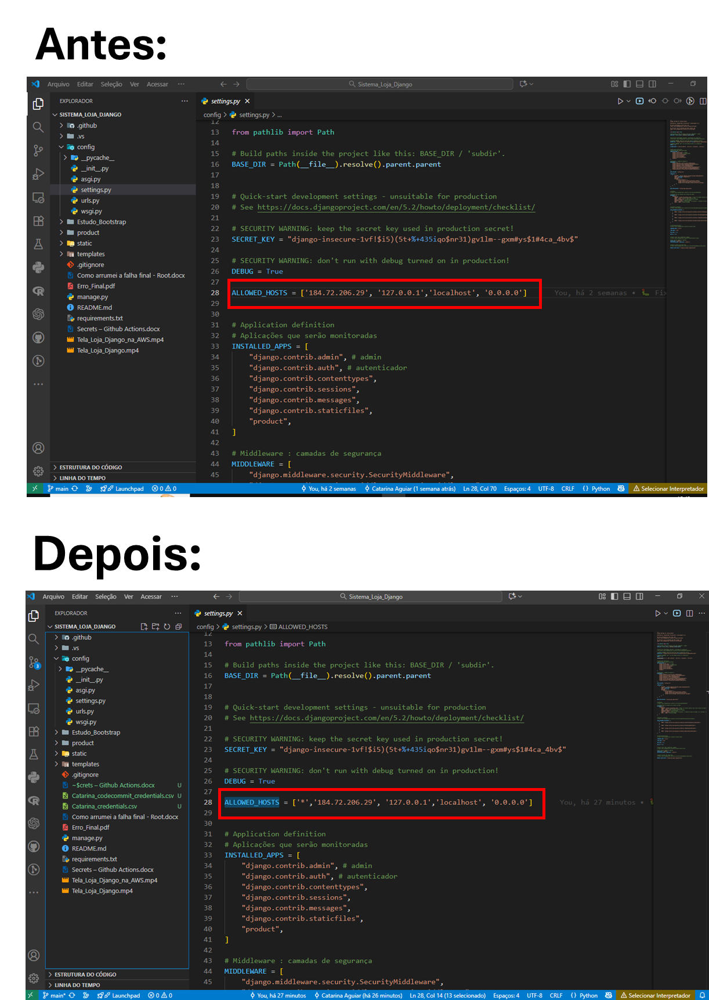 Antes:
Arquivo Editar Seleção Ver Acessar ···
Sistema_Loja_Django
EXPLORADOR ···
SISTEMA_LOJA_DJANGO
.github
.vs
config
__pycache__
__init__.py
asgi.py
settings.py
urls.py
wsgi.py
Estudo_Bootstrap
product
static
templates
.gitignore
Como arrumei a falha final - Root.docx
Erro_Final.pdf
manage.py
README.md
requirements.txt
Secrets – Github Actions.docx
Tela_Loja_Django_na_AWS.mp4
Tela_Loja_Django.mp4
ESTRUTURA DO CÓDIGO
LINHA DO TEMPO
settings.py
config > settings.py > ...
12
13 from pathlib import Path
14
15 # Build paths inside the project like this: BASE_DIR / 'subdir'.
16 BASE_DIR = Path(__file__).resolve().parent.parent
17
18
19 # Quick-start development settings - unsuitable for production
20 # See https://docs.djangoproject.com/en/5.2/howto/deployment/checklist/
21
22 # SECURITY WARNING: keep the secret key used in production secret!
23 SECRET_KEY = "django-insecure-1vf!$i5)(5t+%+435iqo$nr31)gv1lm--gxm#ys$1#4ca_4bv$"
24
25 # SECURITY WARNING: don't run with debug turned on in production!
26 DEBUG = True
27
28 ALLOWED_HOSTS = ['184.72.206.29', '127.0.0.1','localhost', '0.0.0.0'] You, há 2 semanas • Fix
29
30
31 # Application definition
32 # Aplicações que serão monitoradas
33 INSTALLED_APPS = [
34 "django.contrib.admin", # admin
35 "django.contrib.auth", # autenticador
36 "django.contrib.contenttypes",
37 "django.contrib.sessions",
38 "django.contrib.messages",
39 "django.contrib.staticfiles",
40 "product",
41 ]
42
43 # Middleware : camadas de segurança
44 MIDDLEWARE = [
45 "django.middleware.security.SecurityMiddleware",
main Launchpad 0 0 You, há 2 semanas Catarina Aguiar (1 semana atrás) Ln 28, Col 70 Espaços: 4 UTF-8 CRLF {} Python Selecionar Interpretador
Depois:
Arquivo Editar Seleção Ver Acessar ···
Sistema_Loja_Django
EXPLORADOR ···
SISTEMA_LOJA_DJANGO
3
.github
.vs
config
__pycache__
__init__.py
asgi.py
settings.py
urls.py
wsgi.py
Estudo_Bootstrap
product
static
templates
.gitignore
~$crets – Github Actions.docx U
Catarina_codecommit_credentials.csv U
Catarina_credentials.csv U
Como arrumei a falha final - Root.docx
Erro_Final.pdf
manage.py
README.md
requirements.txt
Secrets – Github Actions.docx
Tela_Loja_Django_na_AWS.mp4
Tela_Loja_Django.mp4
ESTRUTURA DO CÓDIGO
LINHA DO TEMPO
settings.py
config > settings.py > ALLOWED_HOSTS
12
13 from pathlib import Path
14
15 # Build paths inside the project like this: BASE_DIR / 'subdir'.
16 BASE_DIR = Path(__file__).resolve().parent.parent
17
18
19 # Quick-start development settings - unsuitable for production
20 # See https://docs.djangoproject.com/en/5.2/howto/deployment/checklist/
21
22 # SECURITY WARNING: keep the secret key used in production secret!
23 SECRET_KEY = "django-insecure-1vf!$i5)(5t+%+435iqo$nr31)gv1lm--gxm#ys$1#4ca_4bv$"
24
25 # SECURITY WARNING: don't run with debug turned on in production!
26 DEBUG = True
27
28 ALLOWED_HOSTS = ['*','184.72.206.29', '127.0.0.1','localhost', '0.0.0.0'] You, há 27 minutos •
29
30
31 # Application definition
32 # Aplicações que serão monitoradas
33 INSTALLED_APPS = [
34 "django.contrib.admin", # admin
35 "django.contrib.auth", # autenticador
36 "django.contrib.contenttypes",
37 "django.contrib.sessions",
38 "django.contrib.messages",
39 "django.contrib.staticfiles",
40 "product",
41 ]
42
43 # Middleware : camadas de segurança
44 MIDDLEWARE = [
45 "django.middleware.security.SecurityMiddleware",
main* Launchpad 0 0 You, há 27 minutos Catarina Aguiar (há 26 minutos) Ln 28, Col 14 (13 selecionado) Espaços: 4 UTF-8 CRLF {} Python Selecionar Interpretador